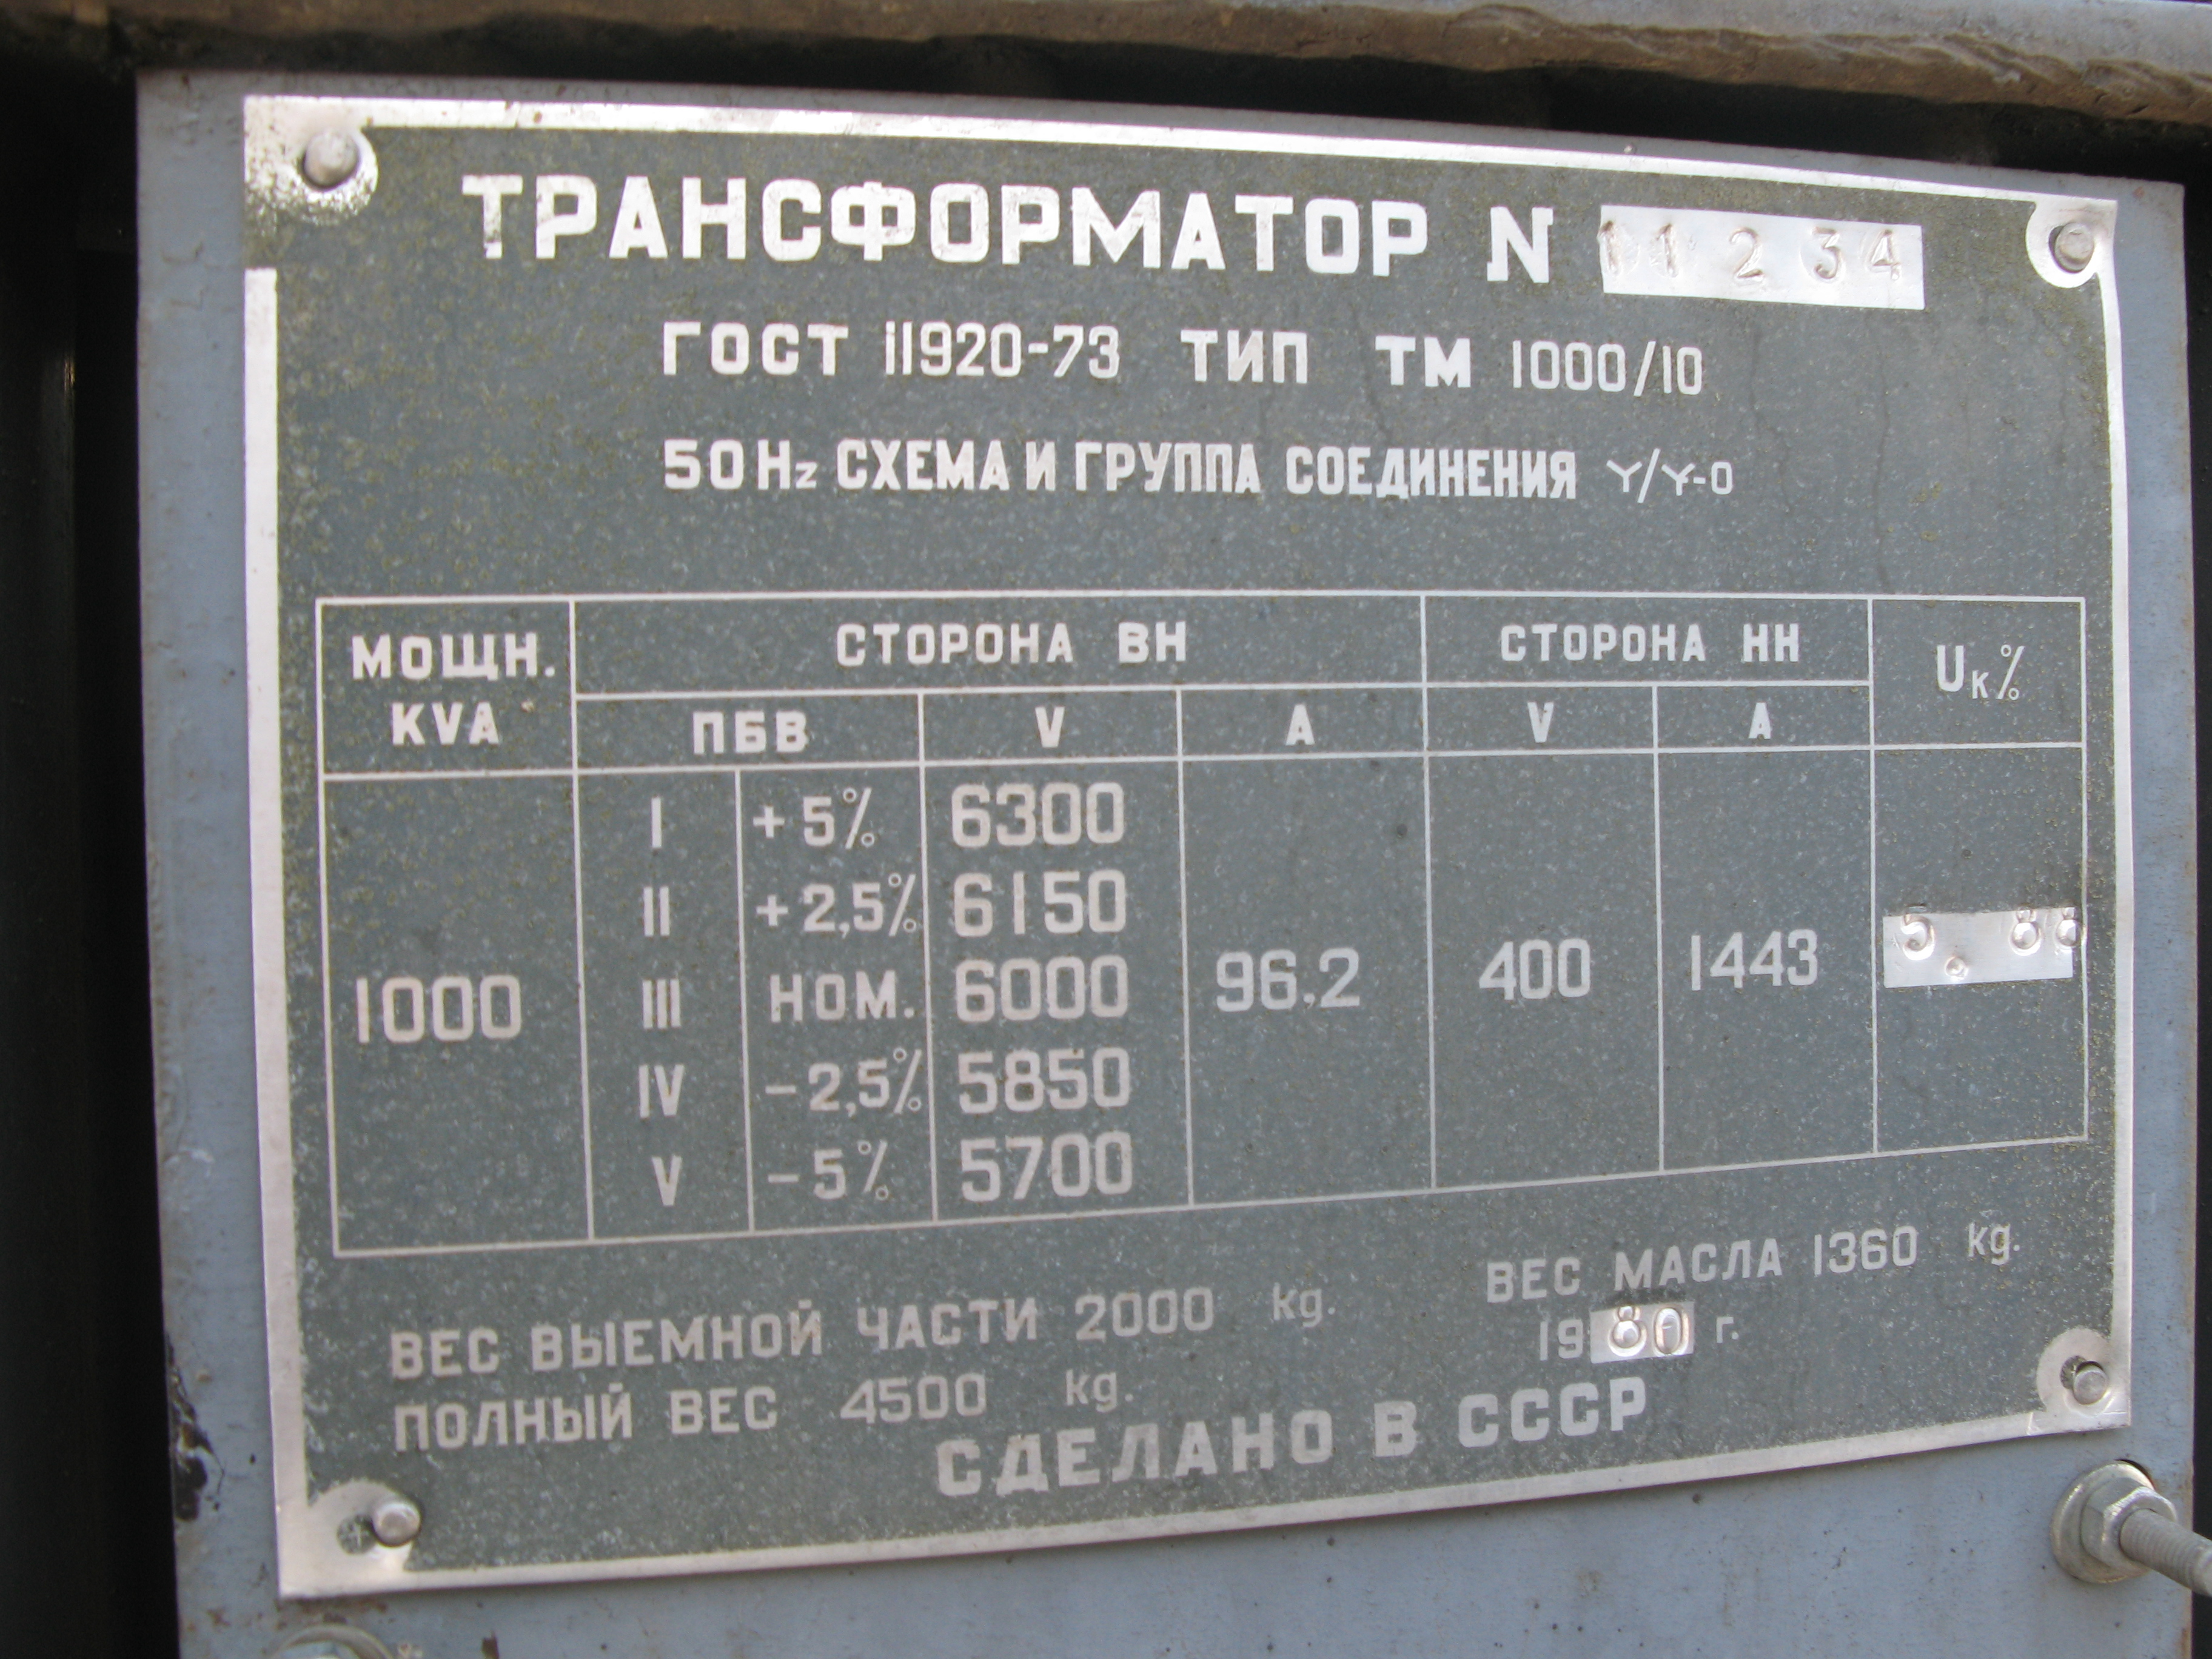 ТРАНСФОРМАТОР N 11234
ГОСТ 11920-73 ТИП ТМ 1000/10
50Hz СХЕМА И ГРУППА СОЕДИНЕНИЯ Y/Y-0
МОЩН. KVA СТОРОНА ВН СТОРОНА НН Uк%
ПБВ V A V A
I +5% 6300
II +2,5% 6150
1000 III НОМ. 6000 96.2 400 1443 5.88
IV -2,5% 5850
V -5% 5700
ВЕС ВЫЕМНОЙ ЧАСТИ 2000 kg. ВЕС МАСЛА 1360 kg.
ПОЛНЫЙ ВЕС 4500 kg. 1980 г.
СДЕЛАНО В СССР